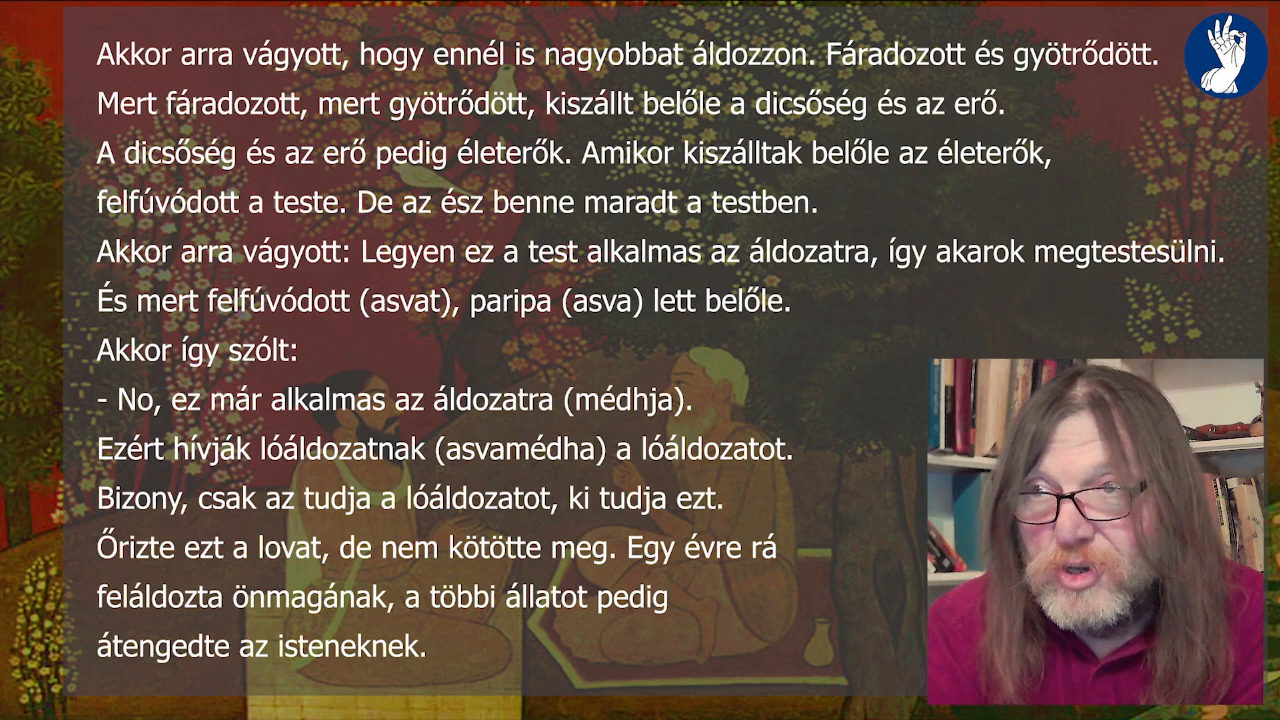 Akkor arra vágyott, hogy ennél is nagyobbat áldozzon. Fáradozott és gyötrődött.
Mert fáradozott, mert gyötrődött, kiszállt belőle a dicsőség és az erő.
A dicsőség és az erő pedig életerők. Amikor kiszálltak belőle az életerők,
felfúvódott a teste. De az ész benne maradt a testben.
Akkor arra vágyott: Legyen ez a test alkalmas az áldozatra, így akarok megtestesülni.
És mert felfúvódott (asvat), paripa (asva) lett belőle.
Akkor így szólt:
- No, ez már alkalmas az áldozatra (médhja).
Ezért hívják lóáldozatnak (asvamédha) a lóáldozatot.
Bizony, csak az tudja a lóáldozatot, ki tudja ezt.
Őrizte ezt a lovat, de nem kötötte meg. Egy évre rá
feláldozta önmagának, a többi állatot pedig
átengedte az isteneknek.